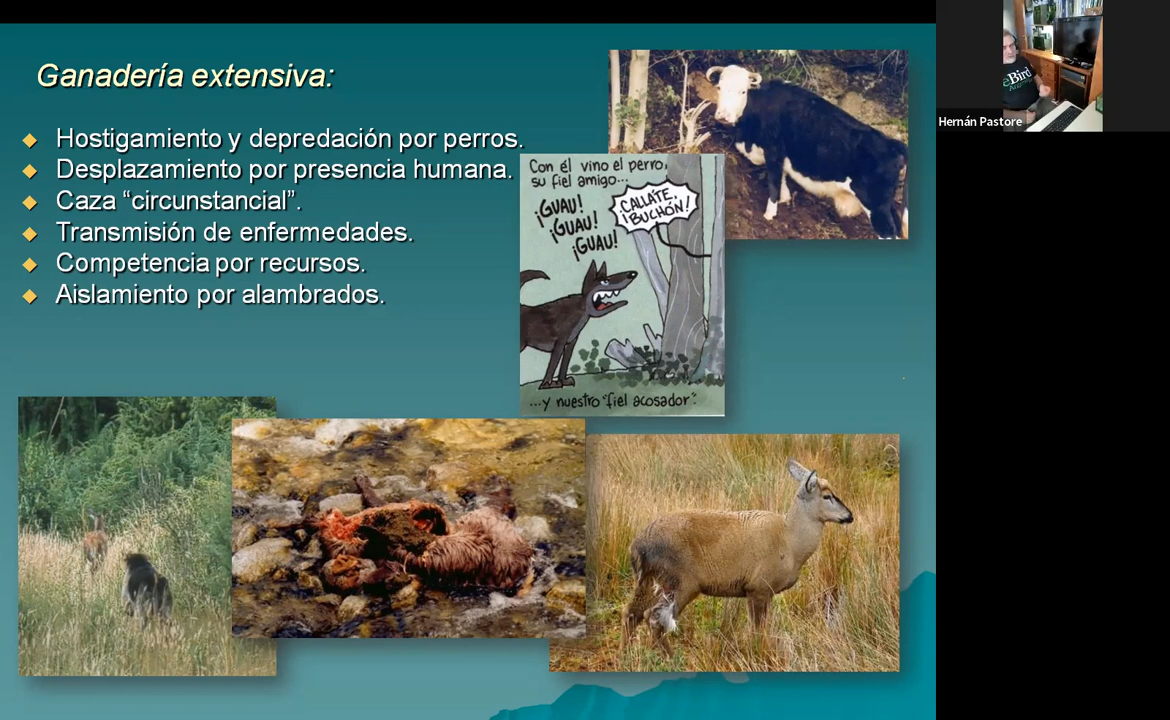 Ganadería extensiva:
Hostigamiento y depredación por perros.
Desplazamiento por presencia humana.
Caza “circunstancial”.
Transmisión de enfermedades.
Competencia por recursos.
Aislamiento por alambrados.
Con él vino el perro,
su fiel amigo...
¡GUAU!
¡GUAU!
¡GUAU!
CALLATE,
¡BUCHÓN!
...y nuestro "fiel acosador".
eBird
Hernán Pastore